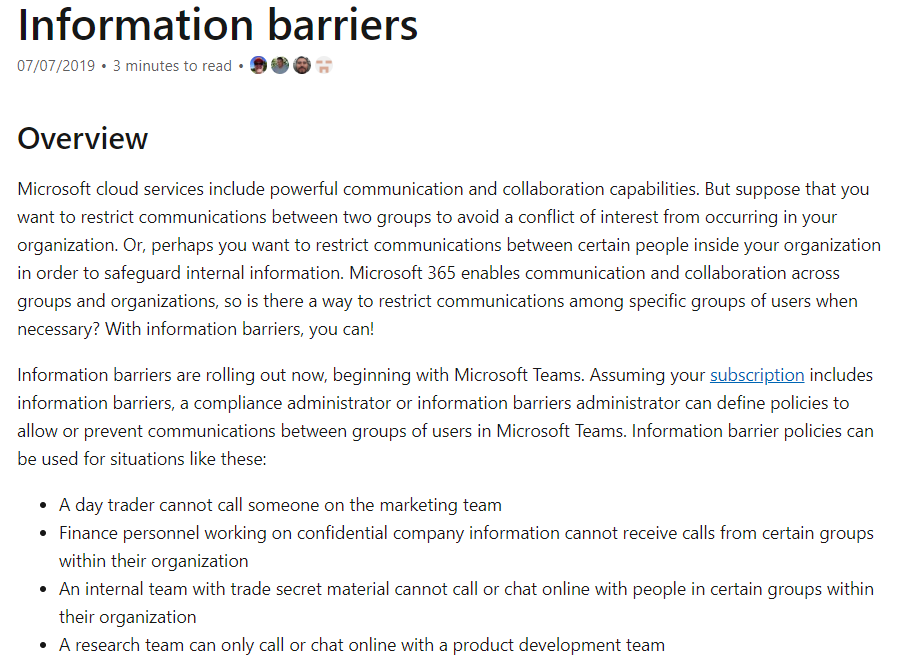 Information barriers
07/07/2019 • 3 minutes to read •
Overview
Microsoft cloud services include powerful communication and collaboration capabilities. But suppose that you
want to restrict communications between two groups to avoid a conflict of interest from occurring in your
organization. Or, perhaps you want to restrict communications between certain people inside your organization
in order to safeguard internal information. Microsoft 365 enables communication and collaboration across
groups and organizations, so is there a way to restrict communications among specific groups of users when
necessary? With information barriers, you can!
Information barriers are rolling out now, beginning with Microsoft Teams. Assuming your subscription includes
information barriers, a compliance administrator or information barriers administrator can define policies to
allow or prevent communications between groups of users in Microsoft Teams. Information barrier policies can
be used for situations like these:
• A day trader cannot call someone on the marketing team
• Finance personnel working on confidential company information cannot receive calls from certain groups
within their organization
• An internal team with trade secret material cannot call or chat online with people in certain groups within
their organization
• A research team can only call or chat online with a product development team